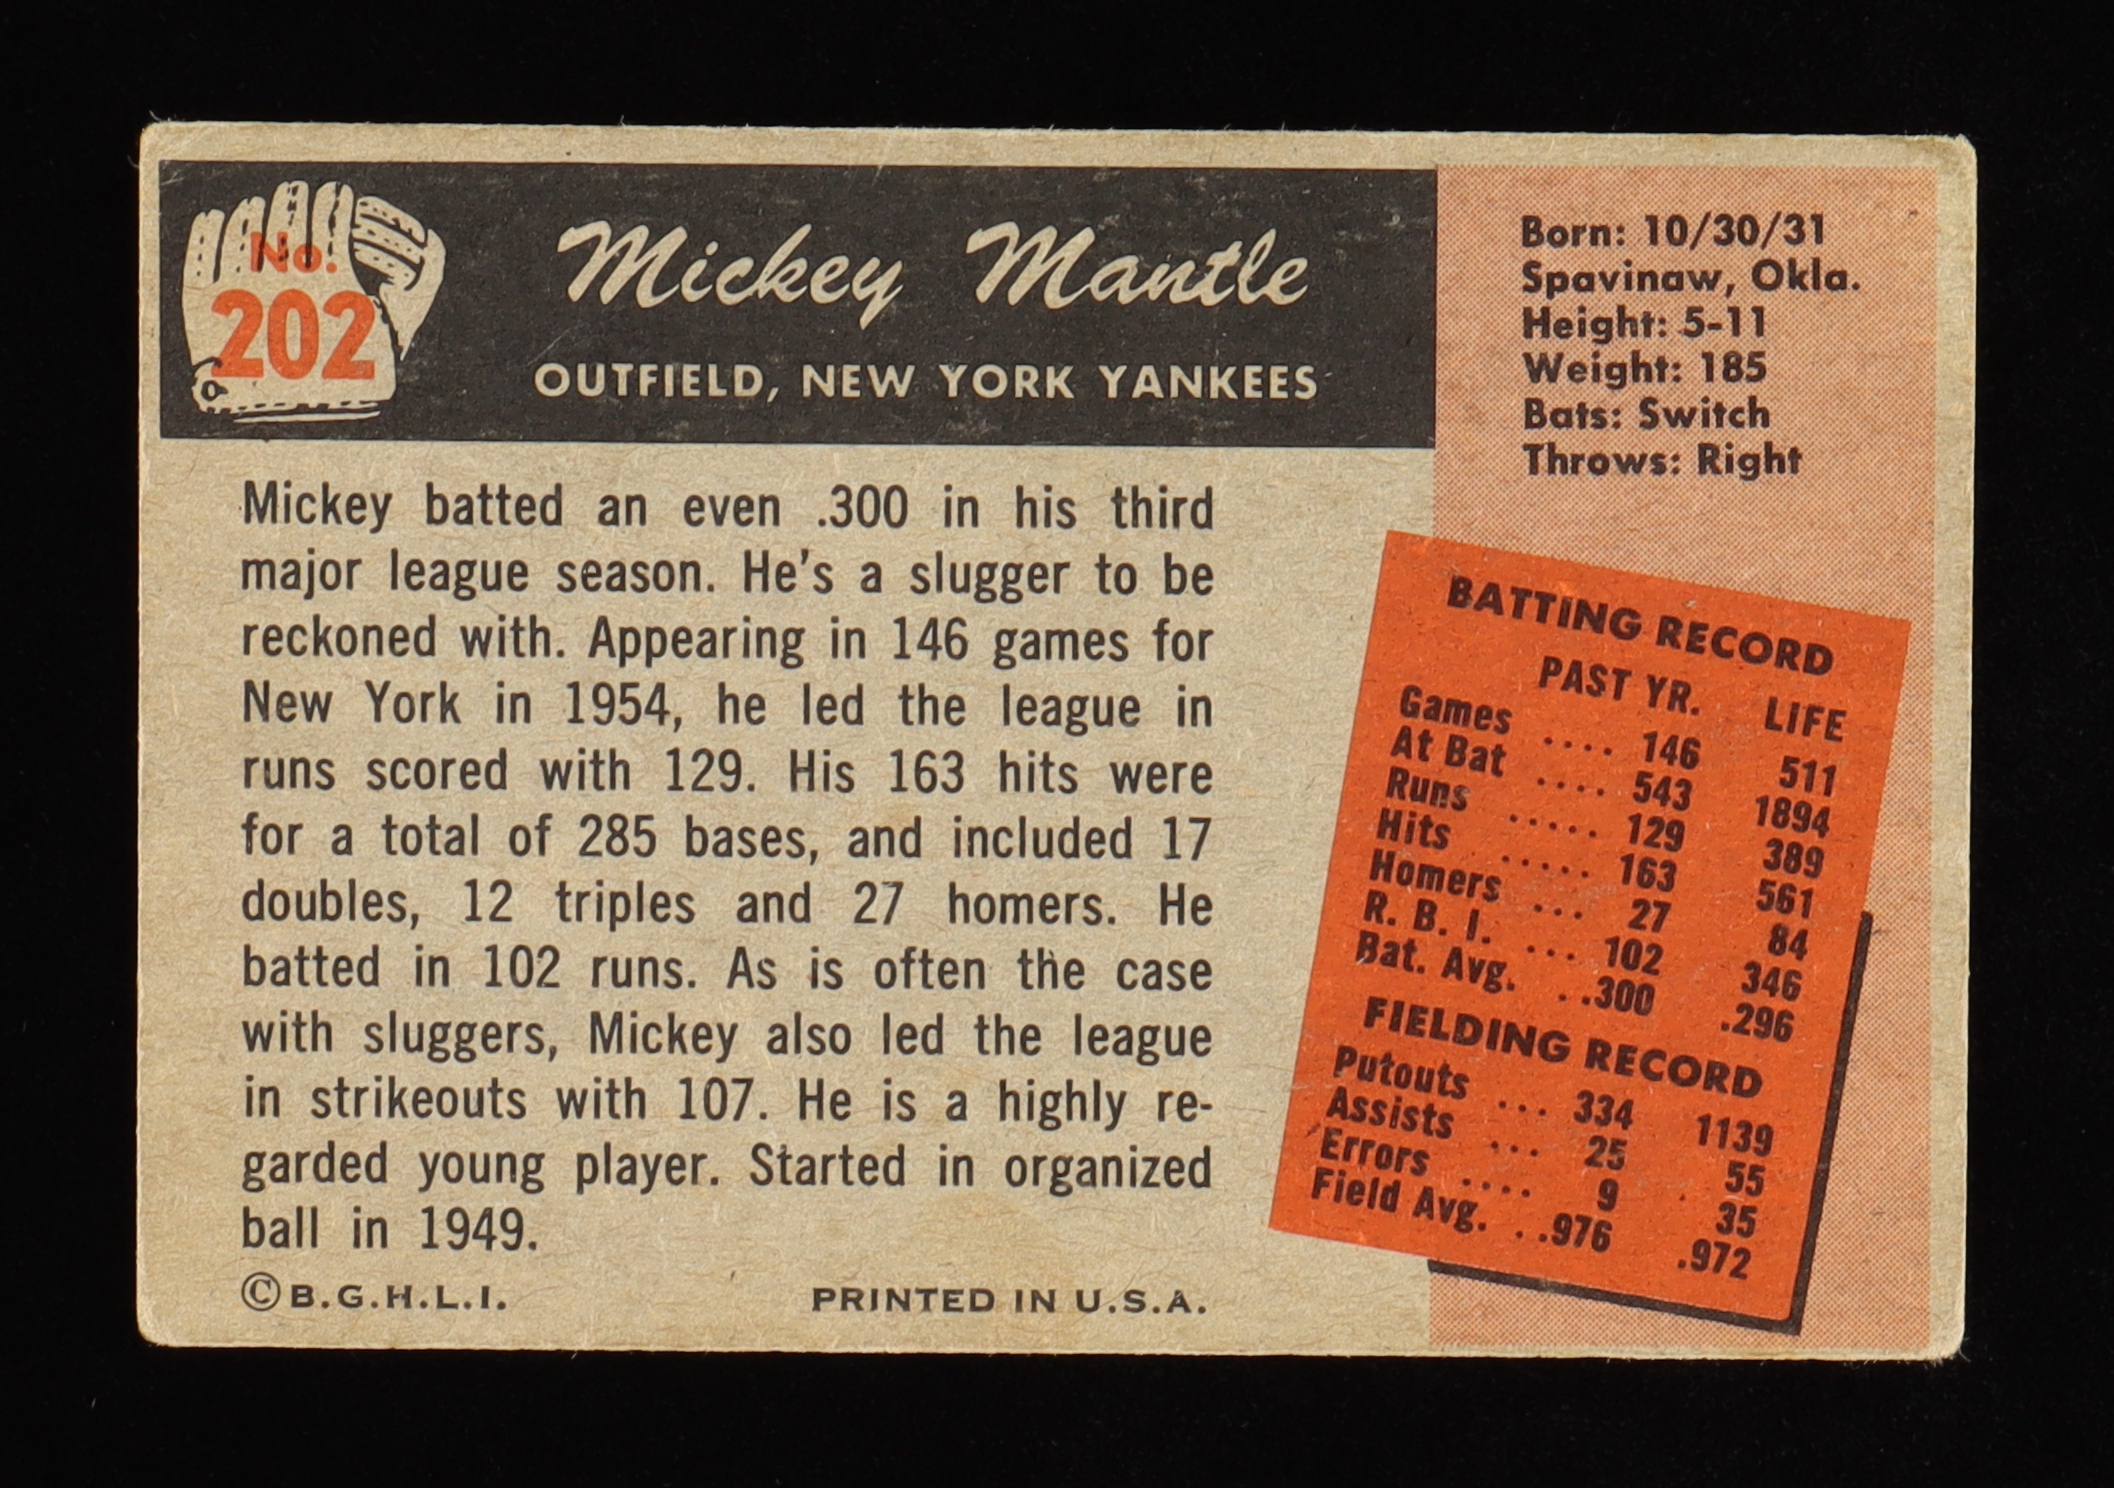 No.
202
Mickey Mantle
OUTFIELD, NEW YORK YANKEES
Born: 10/30/31
Spavinaw, Okla.
Height: 5-11
Weight: 185
Bats: Switch
Throws: Right
Mickey batted an even .300 in his third
major league season. He's a slugger to be
reckoned with. Appearing in 146 games for
New York in 1954, he led the league in
runs scored with 129. His 163 hits were
for a total of 285 bases, and included 17
doubles, 12 triples and 27 homers. He
batted in 102 runs. As is often the case
with sluggers, Mickey also led the league
in strikeouts with 107. He is a highly re-
garded young player. Started in organized
ball in 1949.
©B.G.H.L.I.
PRINTED IN U.S.A.
BATTING RECORD
PAST YR. LIFE
Games .... 146 511
At Bat .... 543 1894
Runs ..... 129 389
Hits ..... 163 561
Homers ... 27 84
R. B. I. ... 102 346
Bat. Avg. . .300 .296
FIELDING RECORD
Putouts ... 334 1139
Assists ... 25 55
Errors .... 9 35
Field Avg. . .976 .972